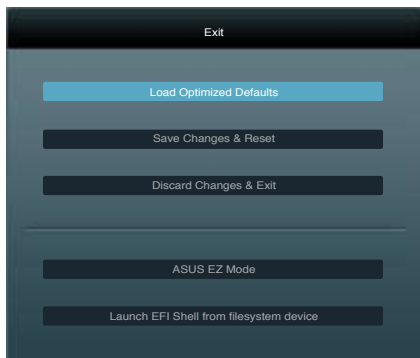 Exit
Load Optimized Defaults
Save Changes & Reset
Discard Changes & Exit
ASUS EZ Mode
Launch EFI Shell from filesystem device